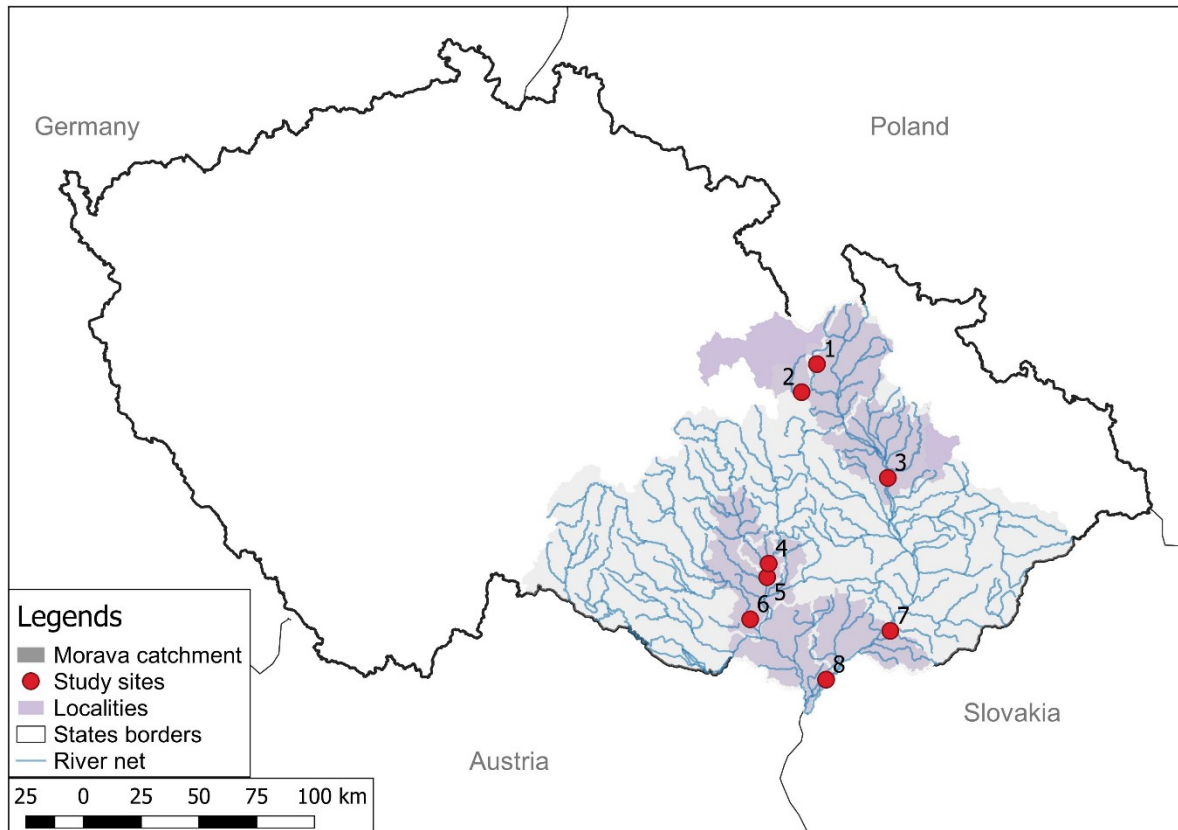 Germany
Poland
1
2
3
4
5
6
7
8
Legends
Morava catchment
Study sites
Localities
States borders
River net
Slovakia
Austria
25 0 25 50 75 100 km